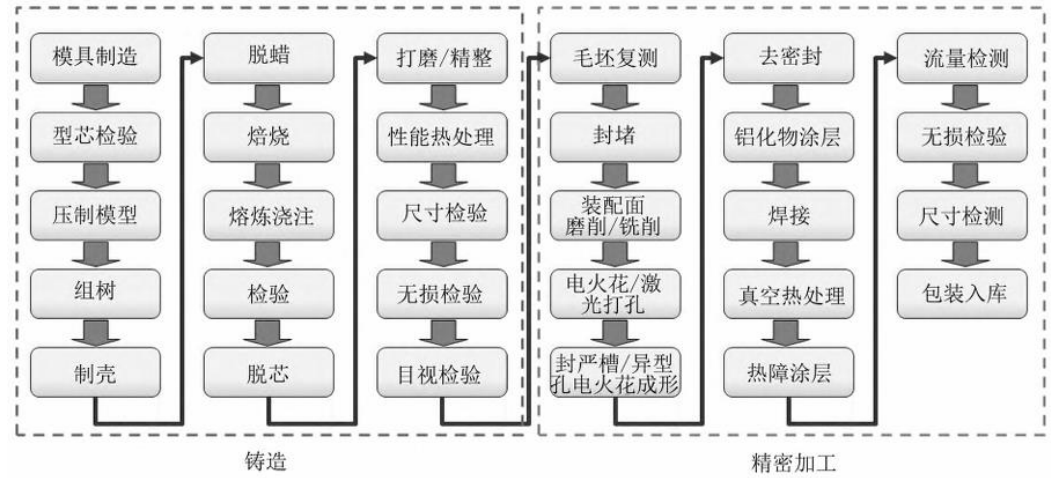 模具制造
型芯检验
压制模型
组树
制壳
脱蜡
焙烧
熔炼浇注
检验
脱芯
打磨/精整
性能热处理
尺寸检验
无损检验
目视检验
毛坯复测
封堵
装配面
磨削/铣削
电火花/激
光打孔
封严槽/异型
孔电火花成形
去密封
铝化物涂层
焊接
真空热处理
热障涂层
流量检测
无损检验
尺寸检测
包装入库
铸造
精密加工